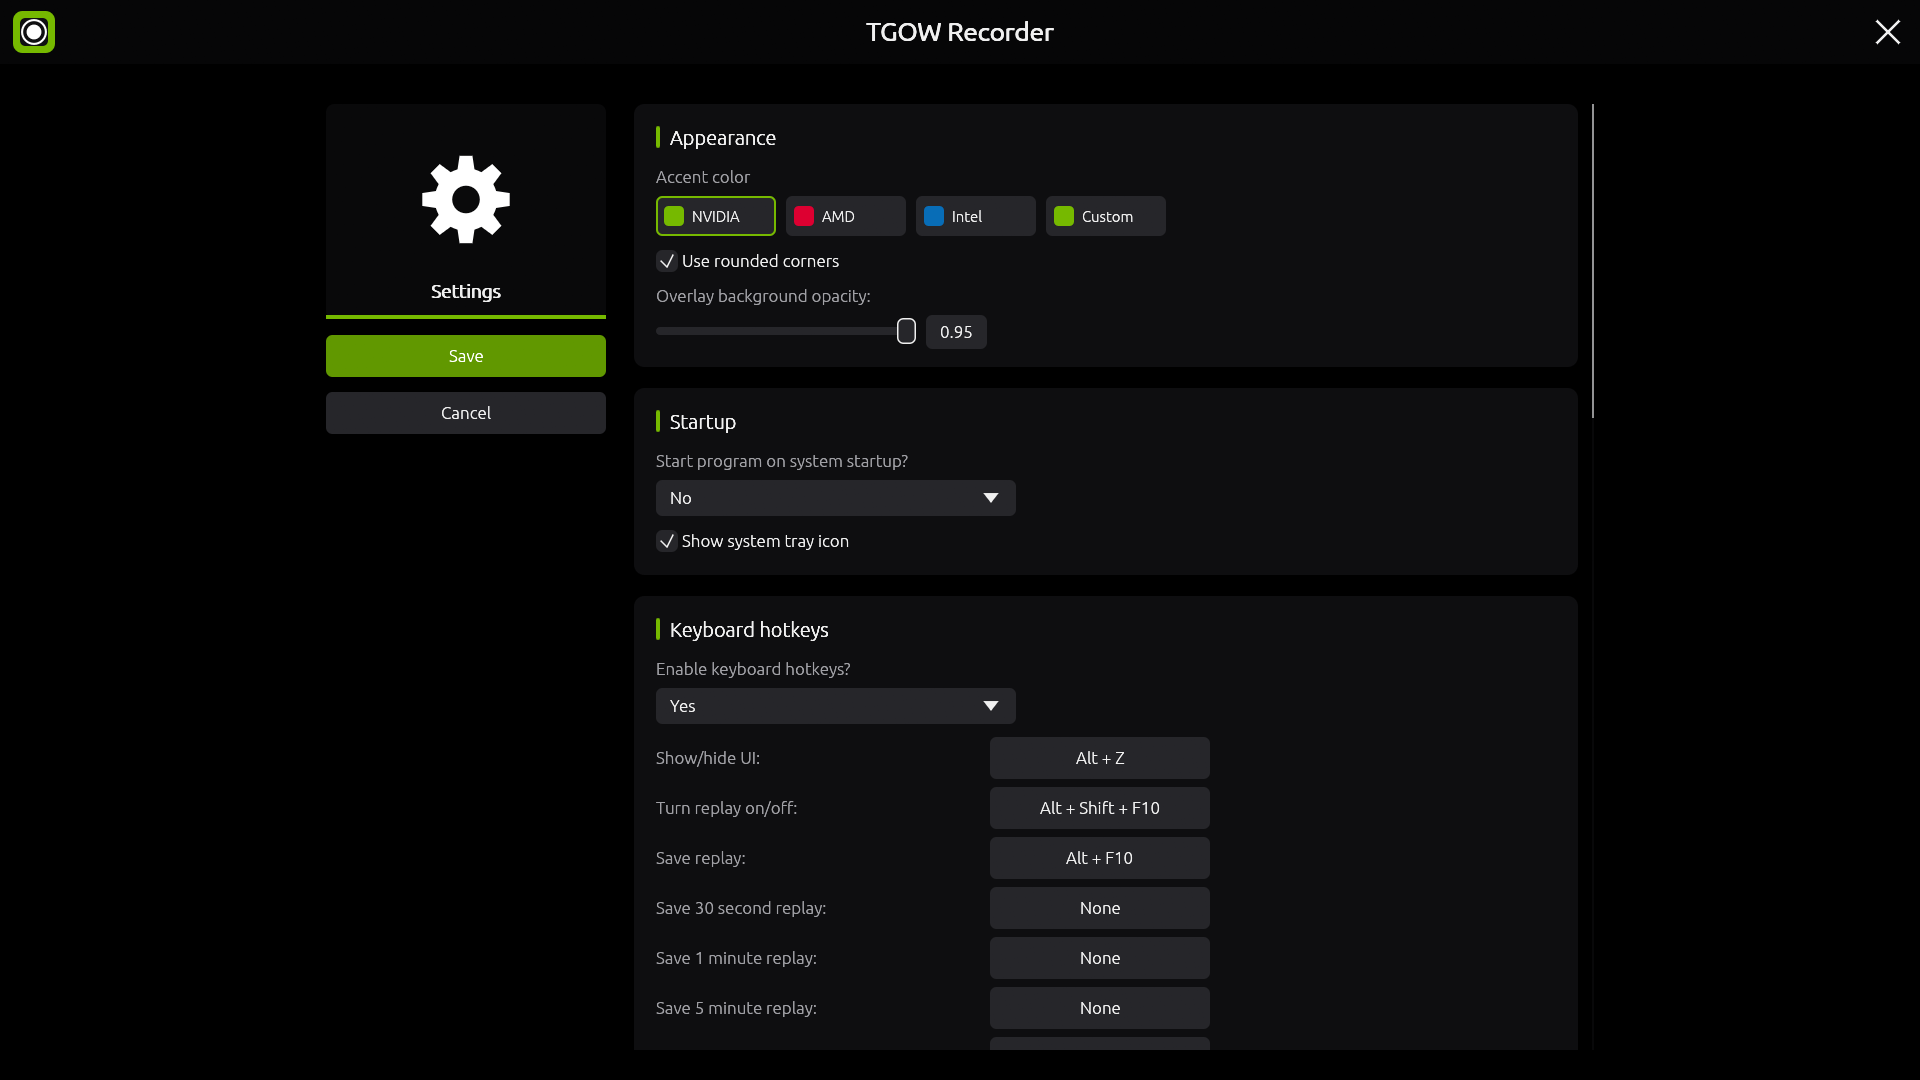 TGOW Recorder
Settings
Save
Cancel
Appearance
Accent color
NVIDIA
AMD
Intel
Custom
Use rounded corners
Overlay background opacity:
0.95
Startup
Start program on system startup?
No
Show system tray icon
Keyboard hotkeys
Enable keyboard hotkeys?
Yes
Show/hide UI:
Alt + Z
Turn replay on/off:
Alt + Shift + F10
Save replay:
Alt + F10
Save 30 second replay:
None
Save 1 minute replay:
None
Save 5 minute replay:
None